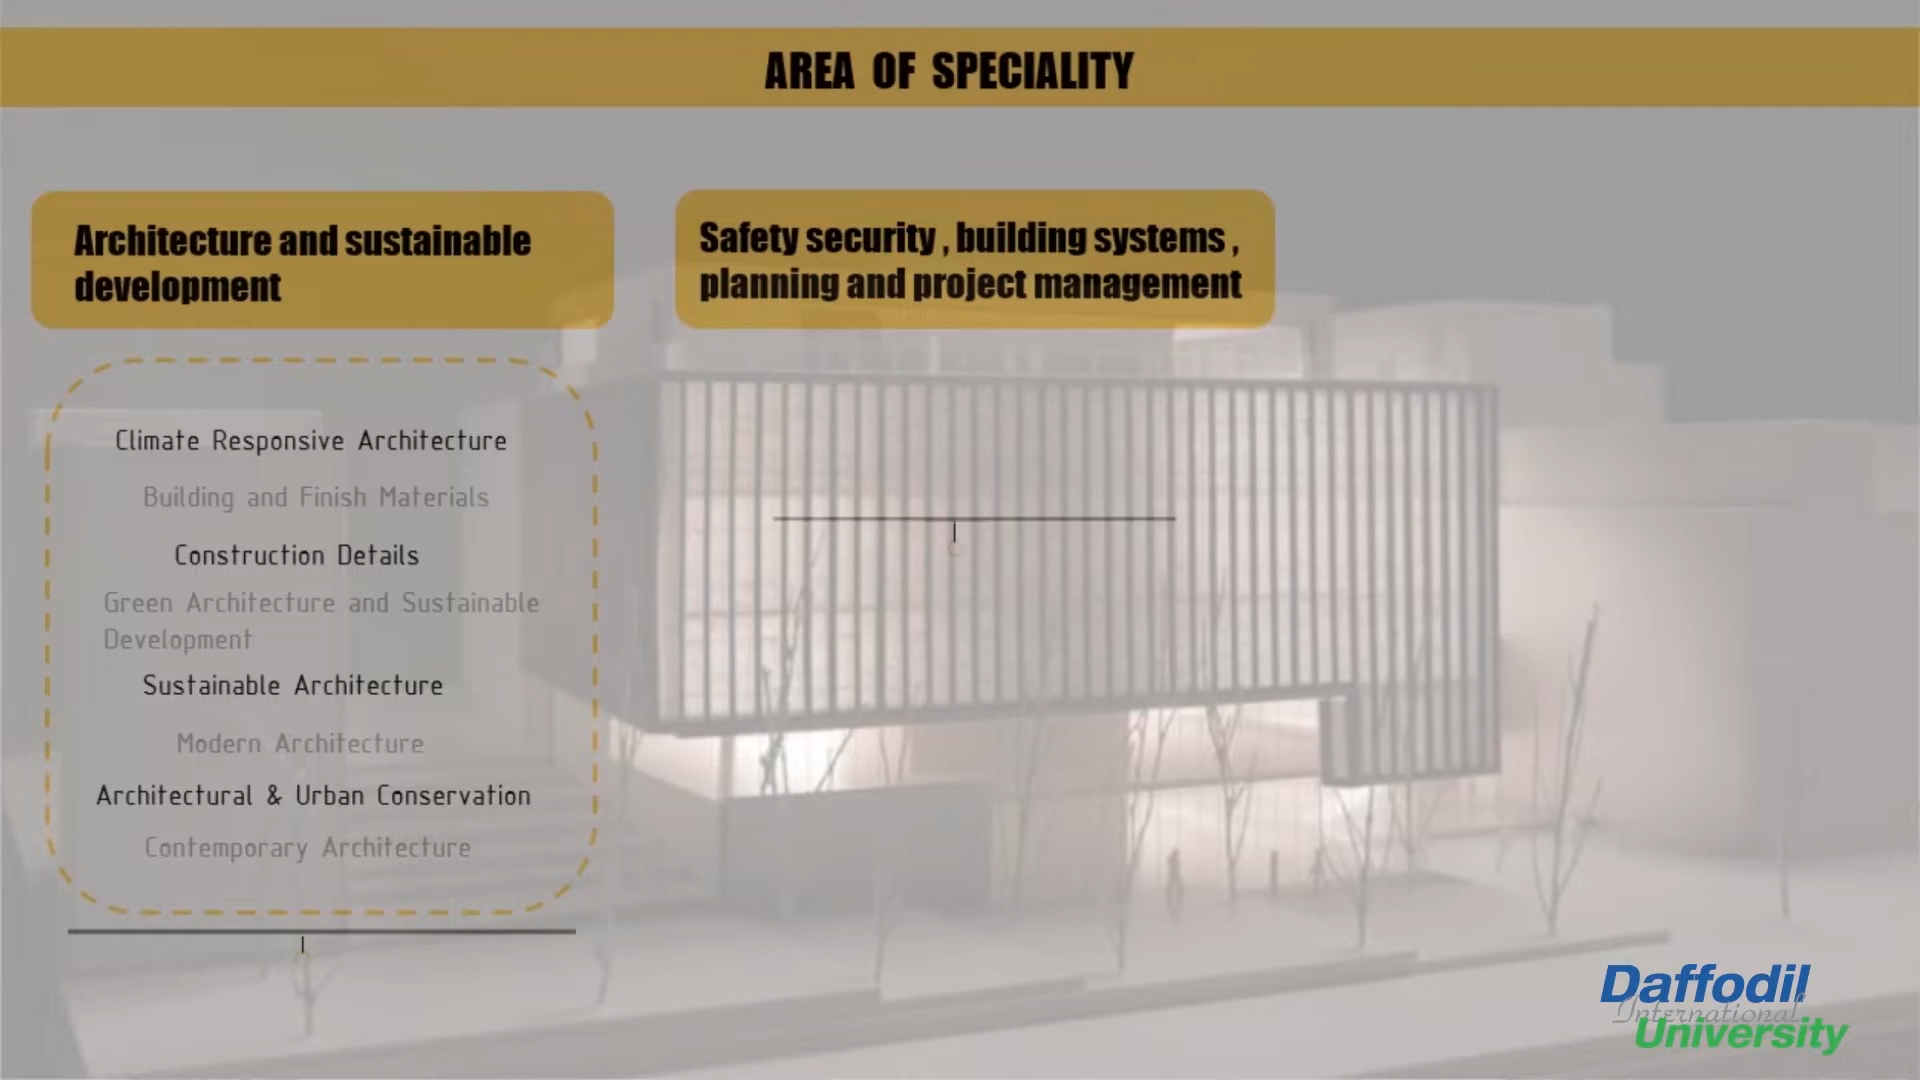 AREA OF SPECIALITY
Architecture and sustainable
development
Safety security , building systems ,
planning and project management
Climate Responsive Architecture
Building and Finish Materials
Construction Details
Green Architecture and Sustainable
Development
Sustainable Architecture
Modern Architecture
Architectural & Urban Conservation
Contemporary Architecture
Daffodil
International
University